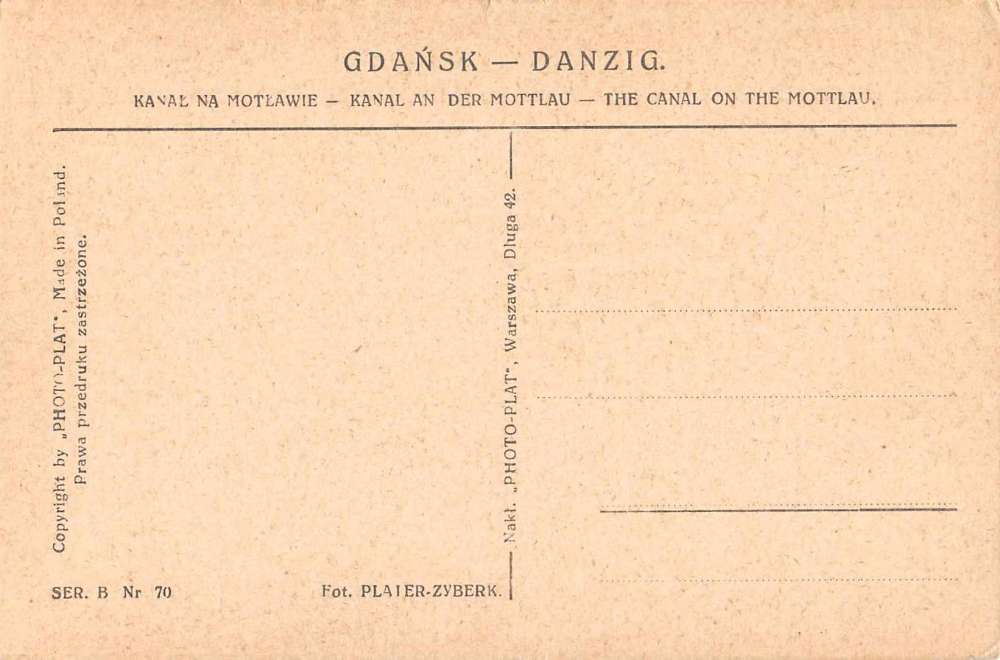 GDAŃSK — DANZIG.
KANAŁ NA MOTŁAWIE — KANAL AN DER MOTTLAU — THE CANAL ON THE MOTTLAU.
Copyright by „PHOTO-PLAT", Made in Poland.
Prawa przedruku zastrzeżone.
Nakł. „PHOTO-PLAT", Warszawa, Dluga 42.
SER. B Nr 70
Fot. PLATER-ZYBERK.